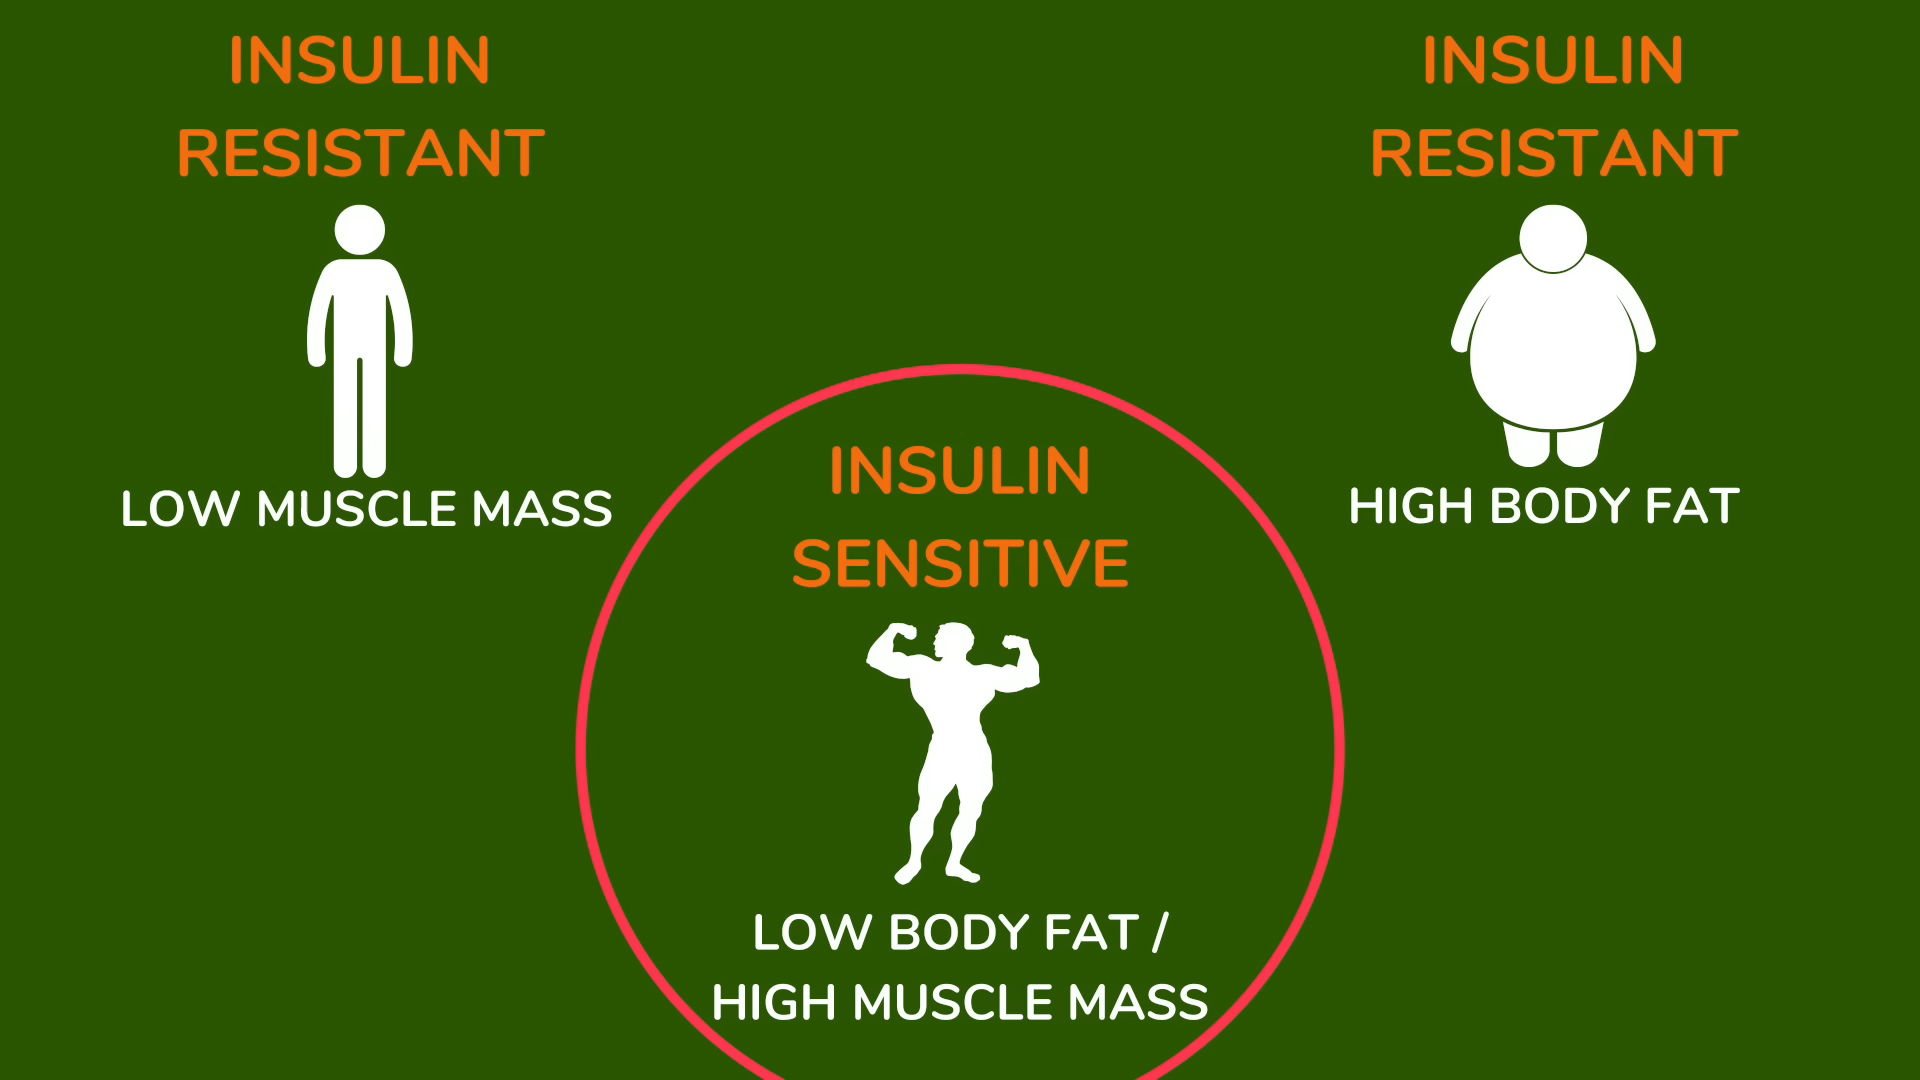 INSULIN
RESISTANT
LOW MUSCLE MASS
INSULIN
RESISTANT
HIGH BODY FAT
INSULIN
SENSITIVE
LOW BODY FAT /
HIGH MUSCLE MASS